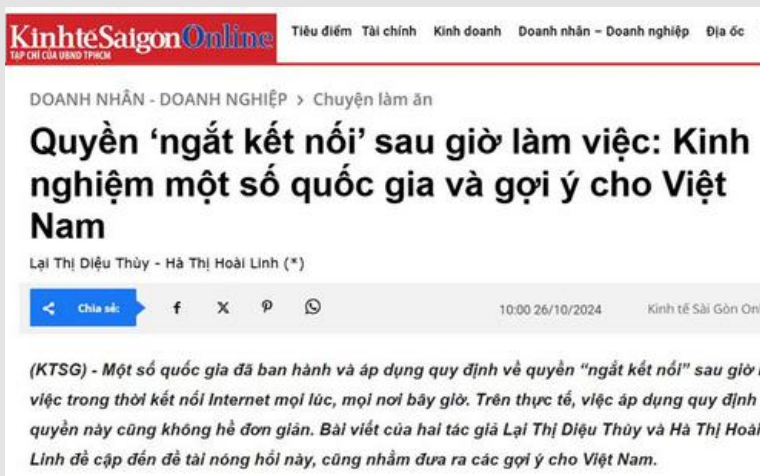 KinhtếSàigònOnline
TẠP CHÍ CỦA UBND TPHCM
Tiêu điểm Tài chính Kinh doanh Doanh nhân – Doanh nghiệp Địa ốc
DOANH NHÂN - DOANH NGHIỆP > Chuyện làm ăn
Quyền ‘ngắt kết nối’ sau giờ làm việc: Kinh
nghiệm một số quốc gia và gợi ý cho Việt
Nam
Lại Thị Diệu Thùy - Hà Thị Hoài Linh (*)
Chia sẻ:
10:00 26/10/2024 Kinh tế Sài Gòn
(KTSG) - Một số quốc gia đã ban hành và áp dụng quy định về quyền “ngắt kết nối” sau giờ
việc trong thời kết nối Internet mọi lúc, mọi nơi bây giờ. Trên thực tế, việc áp dụng quy định
quyền này cũng không hề đơn giản. Bài viết của hai tác giả Lại Thị Diệu Thùy và Hà Thị Hoài
Linh đề cập đến đề tài nóng hổi này, cũng nhằm đưa ra các gợi ý cho Việt Nam.